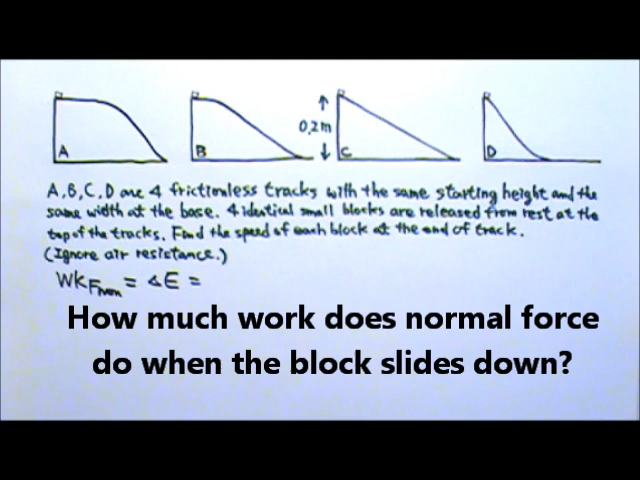 0.2m
A B C D
A, B, C, D are 4 frictionless tracks with the same starting height and the
same width at the base. 4 identical small blocks are released from rest at the
top of the tracks. Find the speed of each block at the end of track.
(Ignore air resistance.)
Wk Fnon = ΔE =
How much work does normal force
do when the block slides down?